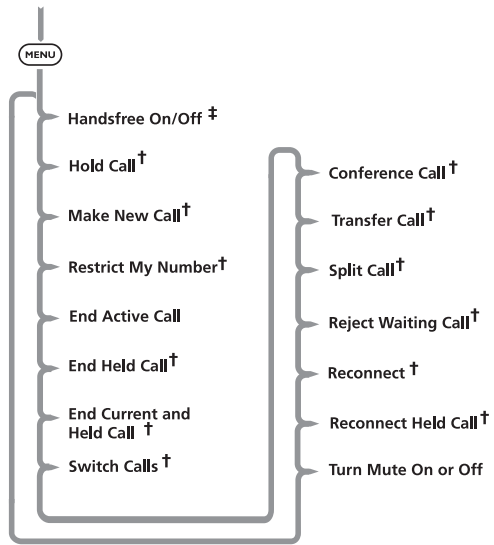 MENU
Handsfree On/Off ‡
Hold Call †
Make New Call †
Restrict My Number †
End Active Call
End Held Call †
End Current and
Held Call †
Switch Calls †
Conference Call †
Transfer Call †
Split Call †
Reject Waiting Call †
Reconnect †
Reconnect Held Call †
Turn Mute On or Off